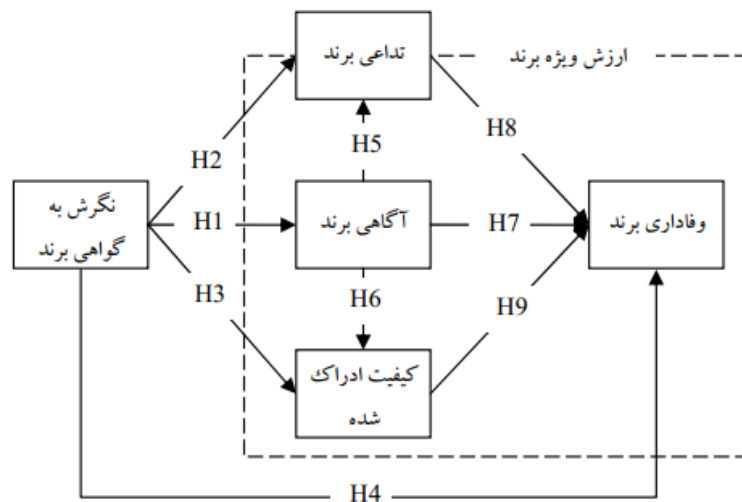 تداعی برند
ارزش ویژه برند
H8
H5
H2
نگرش به
گواهی برند
H1
آگاهی برند
H7
وفاداری برند
H3
H6
H9
کیفیت ادراک
شده
H4